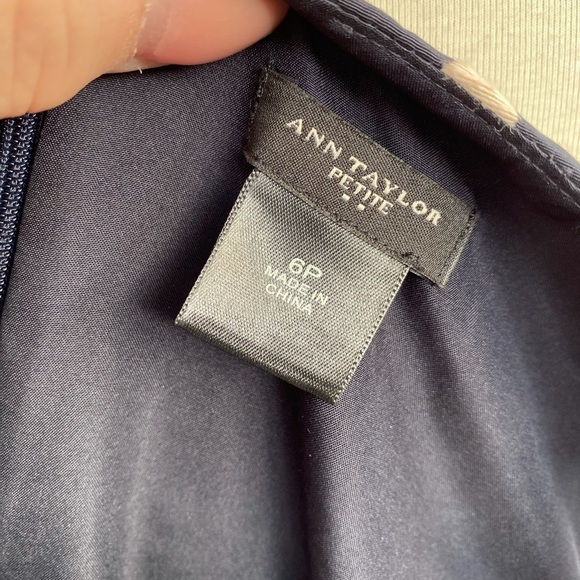 ANN TAYLOR
PETITE
6P
MADE IN
CHINA